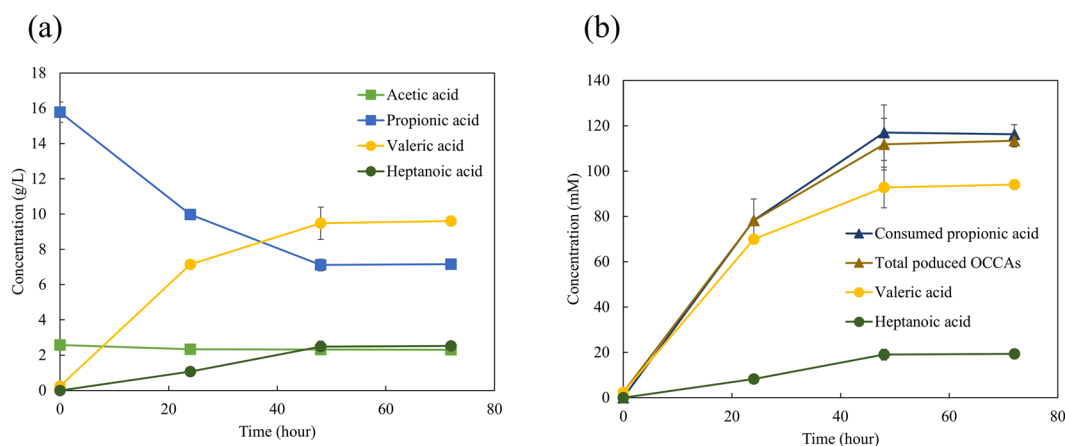 (a)
18
16
14
12
10
8
6
4
2
0
Concentration (g/L)
Acetic acid
Propionic acid
Valeric acid
Heptanoic acid
0 20 40 60 80
Time (hour)
(b)
140
120
100
80
60
40
20
0
Concentration (mM)
Consumed propionic acid
Total poduced OCCAs
Valeric acid
Heptanoic acid
0 20 40 60 80
Time (hour)